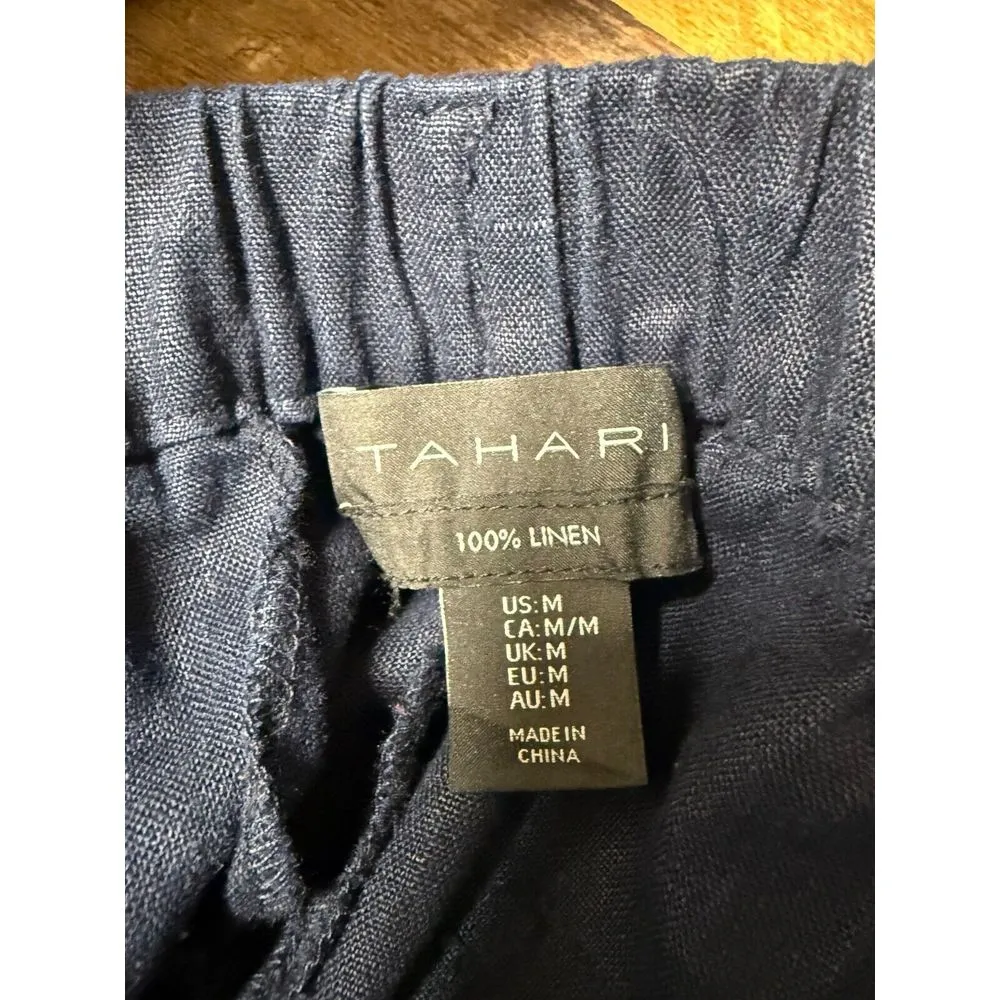 TAHARI
100% LINEN
US: M
CA: M/M
UK: M
EU: M
AU: M
MADE IN
CHINA